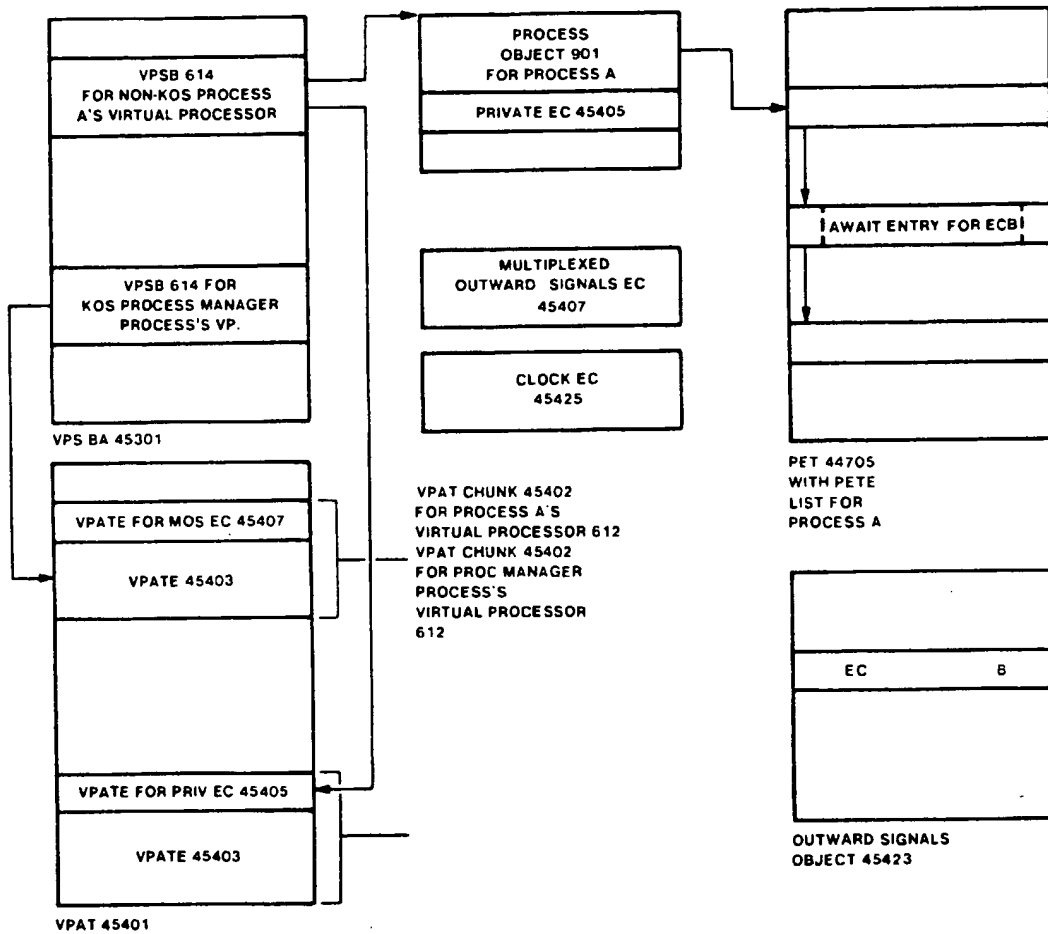 VPSB 614
FOR NON-KOS PROCESS
A'S VIRTUAL PROCESSOR
VPSB 614 FOR
KOS PROCESS MANAGER
PROCESS'S VP.
VPS BA 45301
PROCESS
OBJECT 901
FOR PROCESS A
PRIVATE EC 45405
MULTIPLEXED
OUTWARD SIGNALS EC
45407
CLOCK EC
45425
AWAIT ENTRY FOR ECB
PET 44705
WITH PETE
LIST FOR
PROCESS A
VPATE FOR MOS EC 45407
VPATE 45403
VPATE FOR PRIV EC 45405
VPATE 45403
VPAT 45401
VPAT CHUNK 45402
FOR PROCESS A'S
VIRTUAL PROCESSOR 612
VPAT CHUNK 45402
FOR PROC MANAGER
PROCESS'S
VIRTUAL PROCESSOR
612
EC B
OUTWARD SIGNALS
OBJECT 45423